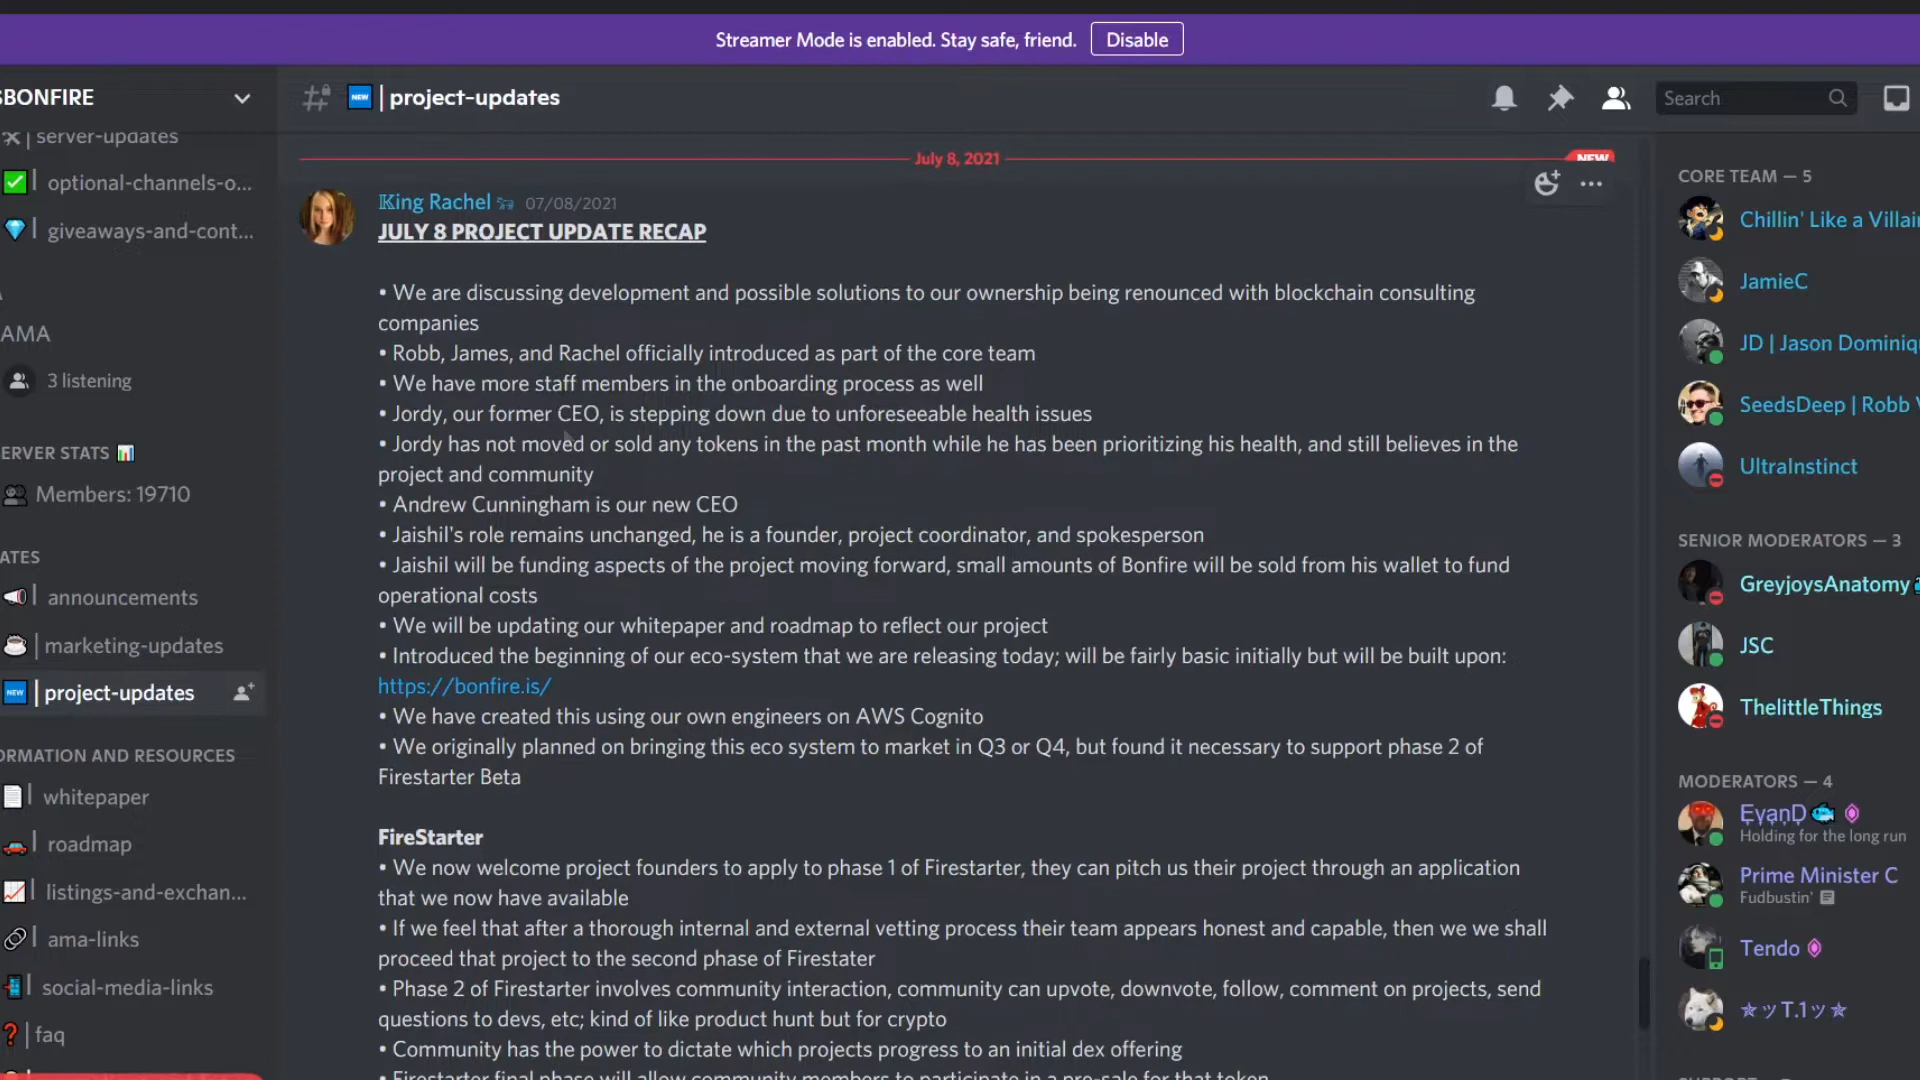 Streamer Mode is enabled. Stay safe, friend. Disable
BONFIRE
| server-updates
| optional-channels-o...
| giveaways-and-cont...
AMA
3 listening
ERVER STATS
Members: 19710
ATES
| announcements
| marketing-updates
NEW | project-updates
ORMATION AND RESOURCES
| whitepaper
| roadmap
| listings-and-exchan...
| ama-links
| social-media-links
| faq
NEW | project-updates
Search
July 8, 2021 NEW
King Rachel 07/08/2021
JULY 8 PROJECT UPDATE RECAP
• We are discussing development and possible solutions to our ownership being renounced with blockchain consulting
companies
• Robb, James, and Rachel officially introduced as part of the core team
• We have more staff members in the onboarding process as well
• Jordy, our former CEO, is stepping down due to unforeseeable health issues
• Jordy has not moved or sold any tokens in the past month while he has been prioritizing his health, and still believes in the
project and community
• Andrew Cunningham is our new CEO
• Jaishil's role remains unchanged, he is a founder, project coordinator, and spokesperson
• Jaishil will be funding aspects of the project moving forward, small amounts of Bonfire will be sold from his wallet to fund
operational costs
• We will be updating our whitepaper and roadmap to reflect our project
• Introduced the beginning of our eco-system that we are releasing today; will be fairly basic initially but will be built upon:
https://bonfire.is/
• We have created this using our own engineers on AWS Cognito
• We originally planned on bringing this eco system to market in Q3 or Q4, but found it necessary to support phase 2 of
Firestarter Beta
FireStarter
• We now welcome project founders to apply to phase 1 of Firestarter, they can pitch us their project through an application
that we now have available
• If we feel that after a thorough internal and external vetting process their team appears honest and capable, then we we shall
proceed that project to the second phase of Firestater
• Phase 2 of Firestarter involves community interaction, community can upvote, downvote, follow, comment on projects, send
questions to devs, etc; kind of like product hunt but for crypto
• Community has the power to dictate which projects progress to an initial dex offering
• Firestarter final phase will allow community members to participate in a pre-sale for that token
CORE TEAM — 5
Chillin' Like a Villain
JamieC
JD | Jason Dominiq
SeedsDeep | Robb
UltraInstinct
SENIOR MODERATORS — 3
GreyjoysAnatomy
JSC
ThelittleThings
MODERATORS — 4
ẸṿạṇḌ
Holding for the long run
Prime Minister C
Fudbustin'
Tendo
✯ッT.1ッ✯